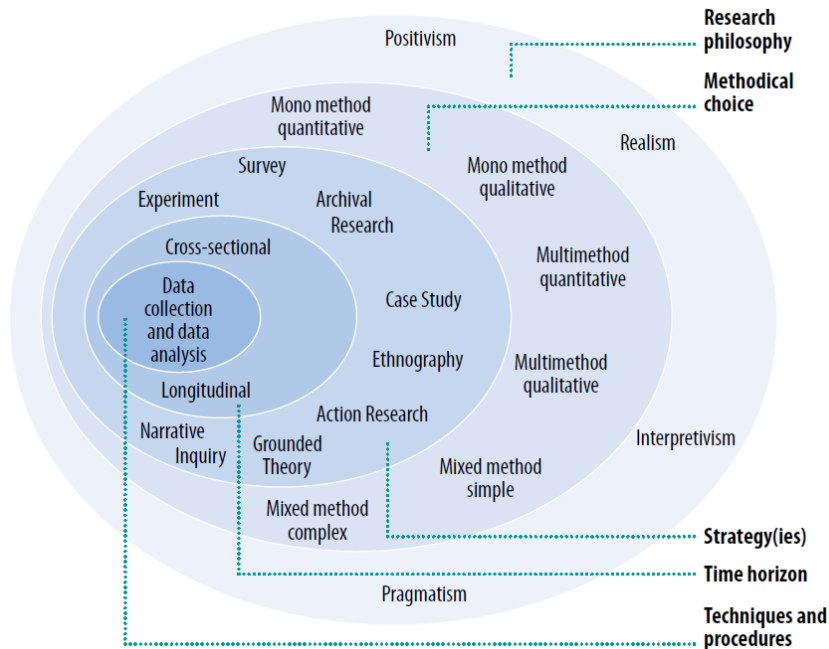 Positivism
Research
philosophy
Methodical
choice
Mono method
quantitative
Realism
Survey
Mono method
qualitative
Experiment
Archival
Research
Cross-sectional
Multimethod
quantitative
Data
collection
and data
analysis
Case Study
Ethnography
Multimethod
qualitative
Longitudinal
Action Research
Narrative
Inquiry
Grounded
Theory
Interpretivism
Mixed method
simple
Mixed method
complex
Strategy(ies)
Time horizon
Pragmatism
Techniques and
procedures